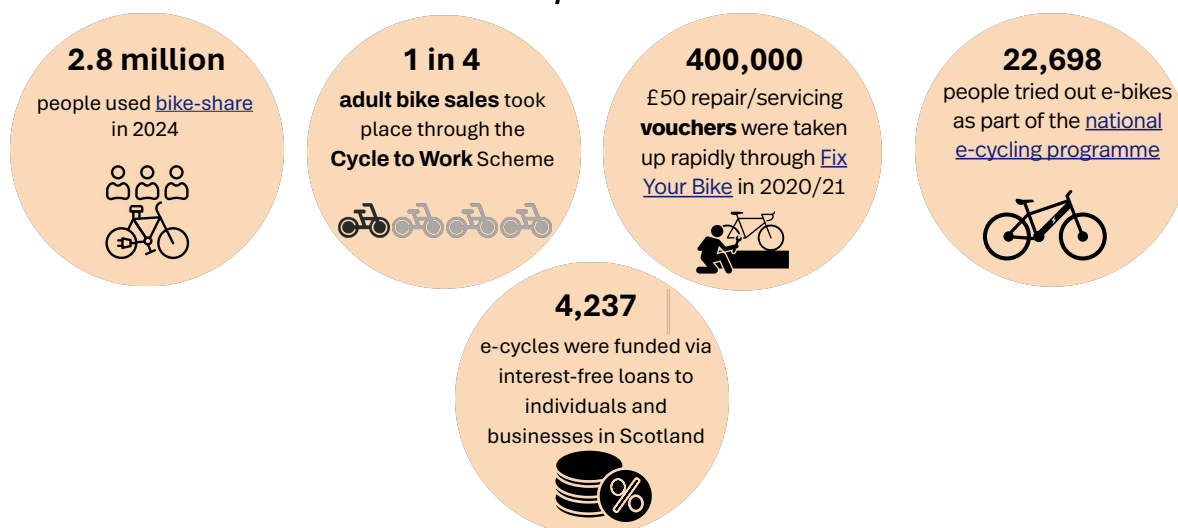 2.8 million
people used bike-share
in 2024
1 in 4
adult bike sales took
place through the
Cycle to Work Scheme
400,000
£50 repair/servicing
vouchers were taken
up rapidly through Fix
Your Bike in 2020/21
22,698
people tried out e-bikes
as part of the national
e-cycling programme
4,237
e-cycles were funded via
interest-free loans to
individuals and
businesses in Scotland
%